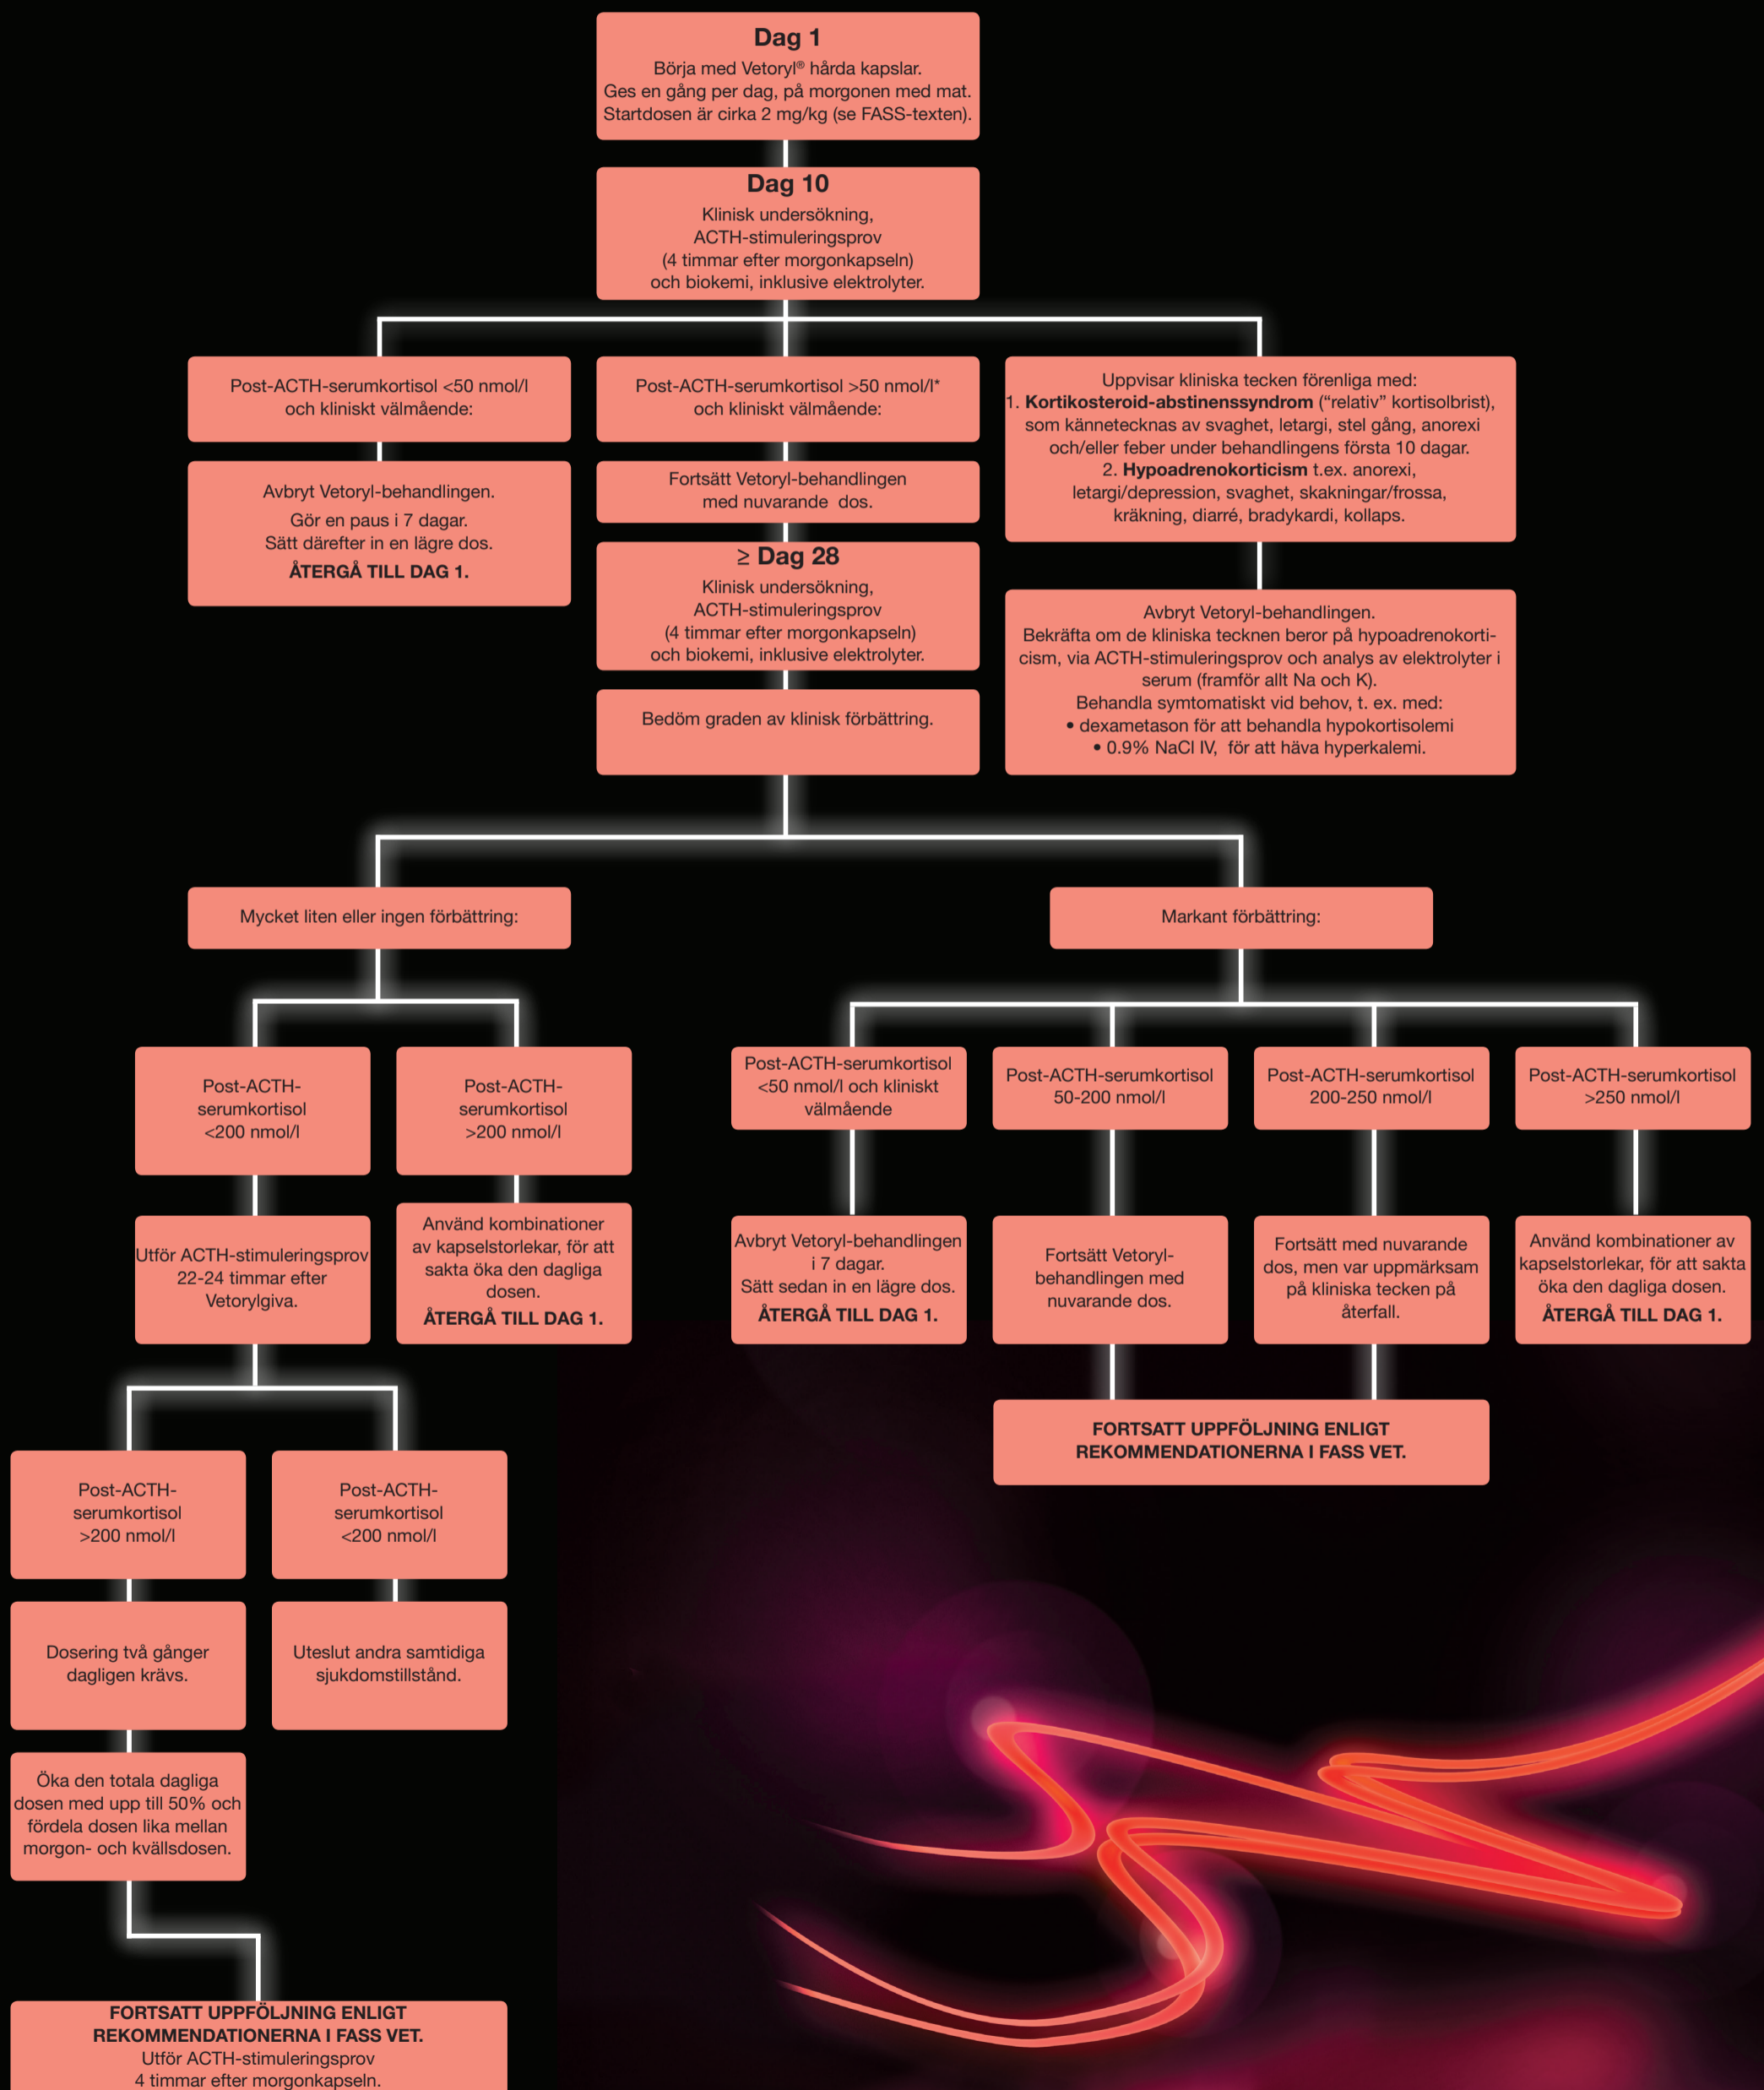 Dag 1
Börja med Vetoryl® hårda kapslar.
Ges en gång per dag, på morgonen med mat.
Startdosen är cirka 2 mg/kg (se FASS-texten).
Dag 10
Klinisk undersökning,
ACTH-stimuleringsprov
(4 timmar efter morgonkapseln)
och biokemi, inklusive elektrolyter.
Post-ACTH-serumkortisol <50 nmol/l
och kliniskt välmående:
Avbryt Vetoryl-behandlingen.
Gör en paus i 7 dagar.
Sätt därefter in en lägre dos.
ÅTERGÅ TILL DAG 1.
Post-ACTH-serumkortisol >50 nmol/l*
och kliniskt välmående:
Fortsätt Vetoryl-behandlingen
med nuvarande  dos.
≥ Dag 28
Klinisk undersökning,
ACTH-stimuleringsprov
(4 timmar efter morgonkapseln)
och biokemi, inklusive elektrolyter.
Bedöm graden av klinisk förbättring.
Uppvisar kliniska tecken förenliga med:
1. Kortikosteroid-abstinenssyndrom (“relativ” kortisolbrist),
som kännetecknas av svaghet, letargi, stel gång, anorexi
och/eller feber under behandlingens första 10 dagar.
2. Hypoadrenokorticism t.ex. anorexi,
letargi/depression, svaghet, skakningar/frossa,
kräkning, diarré, bradykardi, kollaps.
Avbryt Vetoryl-behandlingen.
Bekräfta om de kliniska tecknen beror på hypoadrenokorti-
cism, via ACTH-stimuleringsprov och analys av elektrolyter i
serum (framför allt Na och K).
Behandla symtomatiskt vid behov, t. ex. med:
• dexametason för att behandla hypokortisolemi
• 0.9% NaCl IV,  för att häva hyperkalemi.
Mycket liten eller ingen förbättring:
Post-ACTH-
serumkortisol
<200 nmol/l
Utför ACTH-stimuleringsprov
22-24 timmar efter
Vetorylgiva.
Post-ACTH-
serumkortisol
>200 nmol/l
Använd kombinationer
av kapselstorlekar, för att
sakta öka den dagliga
dosen.
ÅTERGÅ TILL DAG 1.
Markant förbättring:
Post-ACTH-serumkortisol
<50 nmol/l och kliniskt
välmående
Avbryt Vetoryl-behandlingen
i 7 dagar.
Sätt sedan in en lägre dos.
ÅTERGÅ TILL DAG 1.
Post-ACTH-serumkortisol
50-200 nmol/l
Fortsätt Vetoryl-
behandlingen med
nuvarande dos.
Post-ACTH-serumkortisol
200-250 nmol/l
Fortsätt med nuvarande
dos, men var uppmärksam
på kliniska tecken på
återfall.
Post-ACTH-serumkortisol
>250 nmol/l
Använd kombinationer av
kapselstorlekar, för att sakta
öka den dagliga dosen.
ÅTERGÅ TILL DAG 1.
FORTSATT UPPFÖLJNING ENLIGT
REKOMMENDATIONERNA I FASS VET.
Post-ACTH-
serumkortisol
>200 nmol/l
Dosering två gånger
dagligen krävs.
Öka den totala dagliga
dosen med upp till 50% och
fördela dosen lika mellan
morgon- och kvällsdosen.
Post-ACTH-
serumkortisol
<200 nmol/l
Uteslut andra samtidiga
sjukdomstillstånd.
FORTSATT UPPFÖLJNING ENLIGT
REKOMMENDATIONERNA I FASS VET.
Utför ACTH-stimuleringsprov
4 timmar efter morgonkapseln.